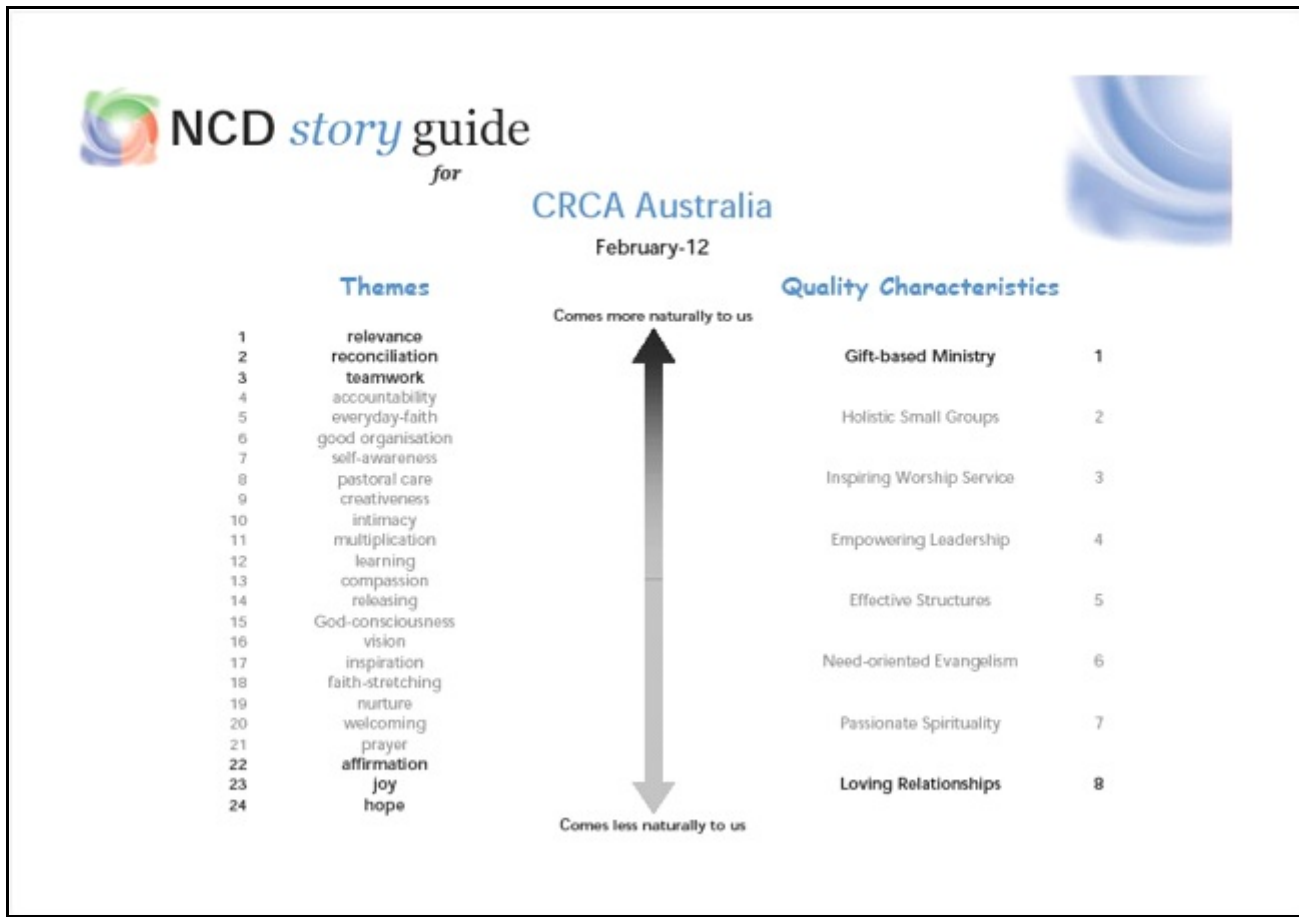 NCD story guide
for
CRCA Australia
February-12
Themes
Quality Characteristics
Comes more naturally to us
1 relevance
2 reconciliation
Gift-based Ministry 1
3 teamwork
4 accountability
5 everyday-faith
Holistic Small Groups 2
6 good organisation
7 self-awareness
8 pastoral care
Inspiring Worship Service 3
9 creativeness
10 intimacy
11 multiplication
Empowering Leadership 4
12 learning
13 compassion
14 releasing
Effective Structures 5
15 God-consciousness
16 vision
17 inspiration
Need-oriented Evangelism 6
18 faith-stretching
19 nurture
20 welcoming
Passionate Spirituality 7
21 prayer
22 affirmation
23 joy
Loving Relationships 8
24 hope
Comes less naturally to us